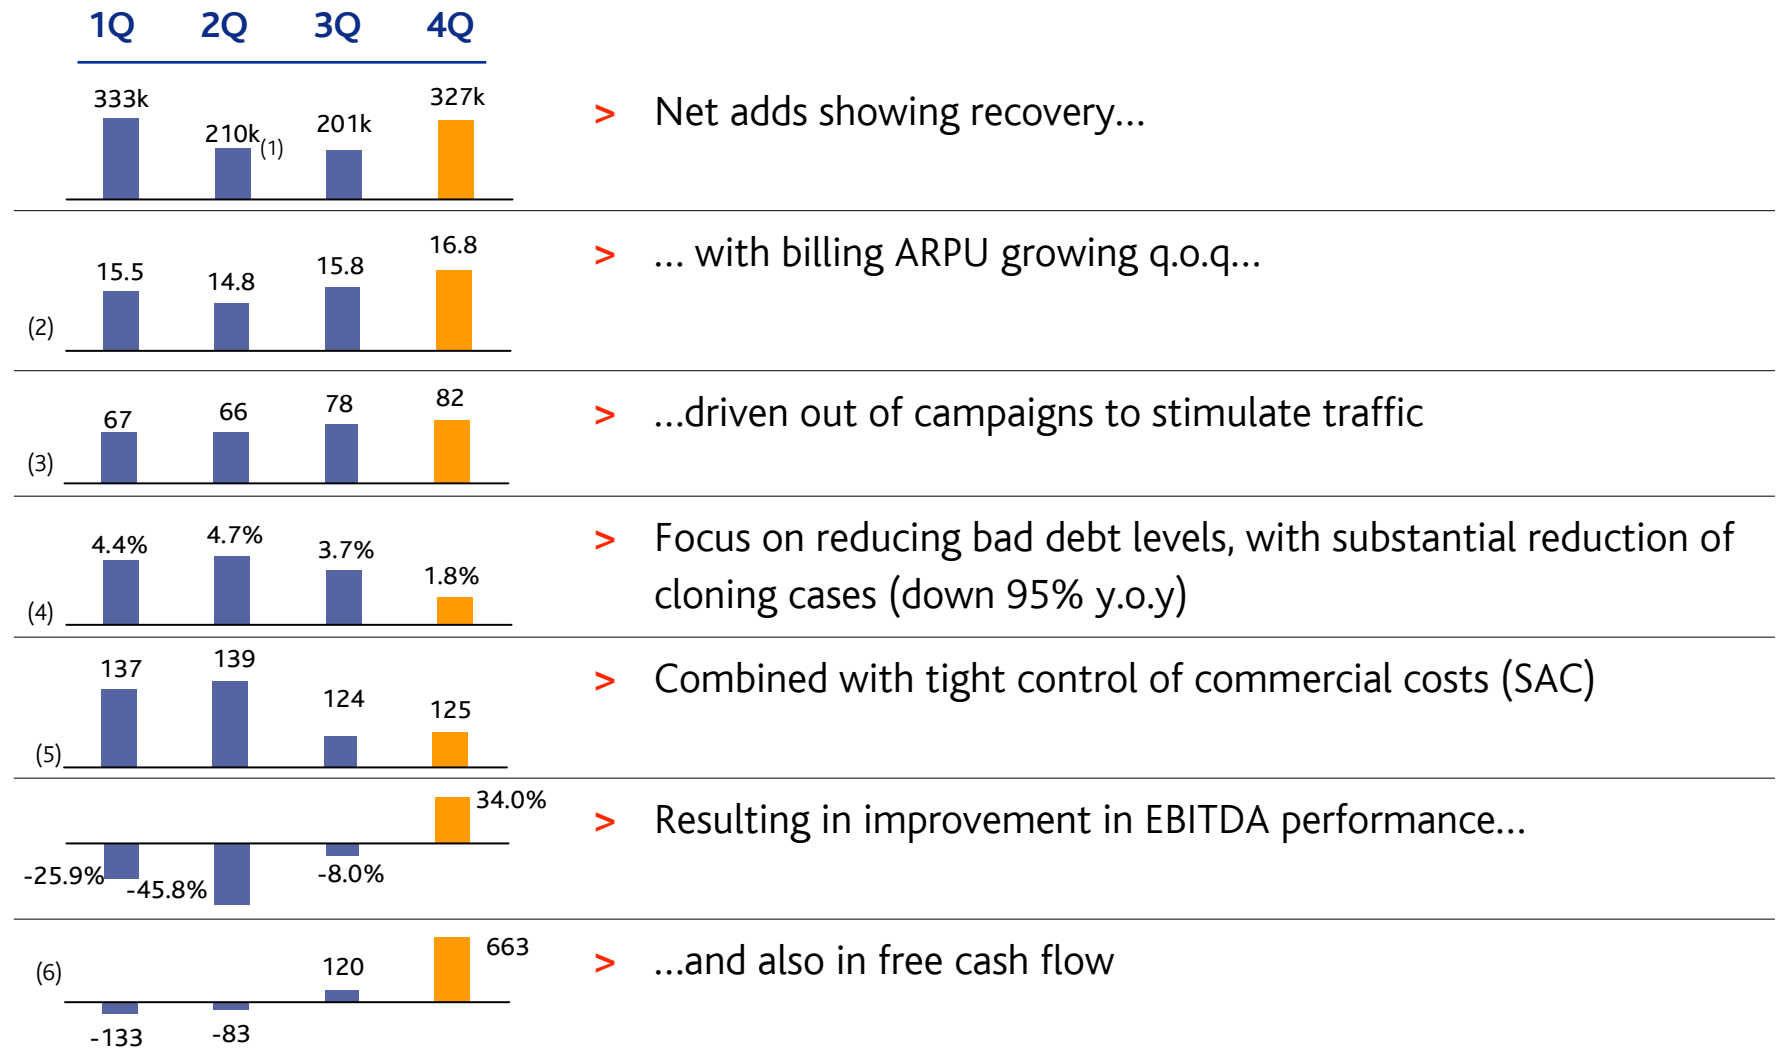 1Q 2Q 3Q 4Q
333k 210k(1) 201k 327k
> Net adds showing recovery...
(2) 15.5 14.8 15.8 16.8
> ... with billing ARPU growing q.o.q...
(3) 67 66 78 82
> ...driven out of campaigns to stimulate traffic
(4) 4.4% 4.7% 3.7% 1.8%
> Focus on reducing bad debt levels, with substantial reduction of
cloning cases (down 95% y.o.y)
(5) 137 139 124 125
> Combined with tight control of commercial costs (SAC)
-25.9% -45.8% -8.0% 34.0%
> Resulting in improvement in EBITDA performance...
(6) -133 -83 120 663
> ...and also in free cash flow